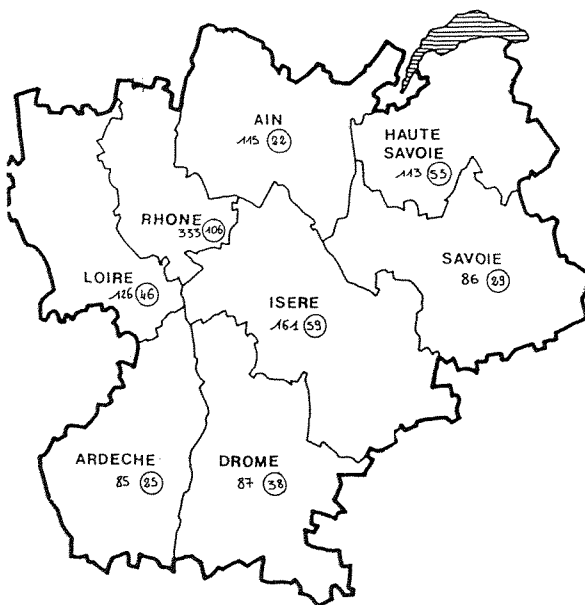 AIN
115 22
HAUTE
SAVOIE
113 55
RHONE
333 106
SAVOIE
86 29
LOIRE
126 46
ISERE
161 59
ARDECHE
85 25
DROME
87 38